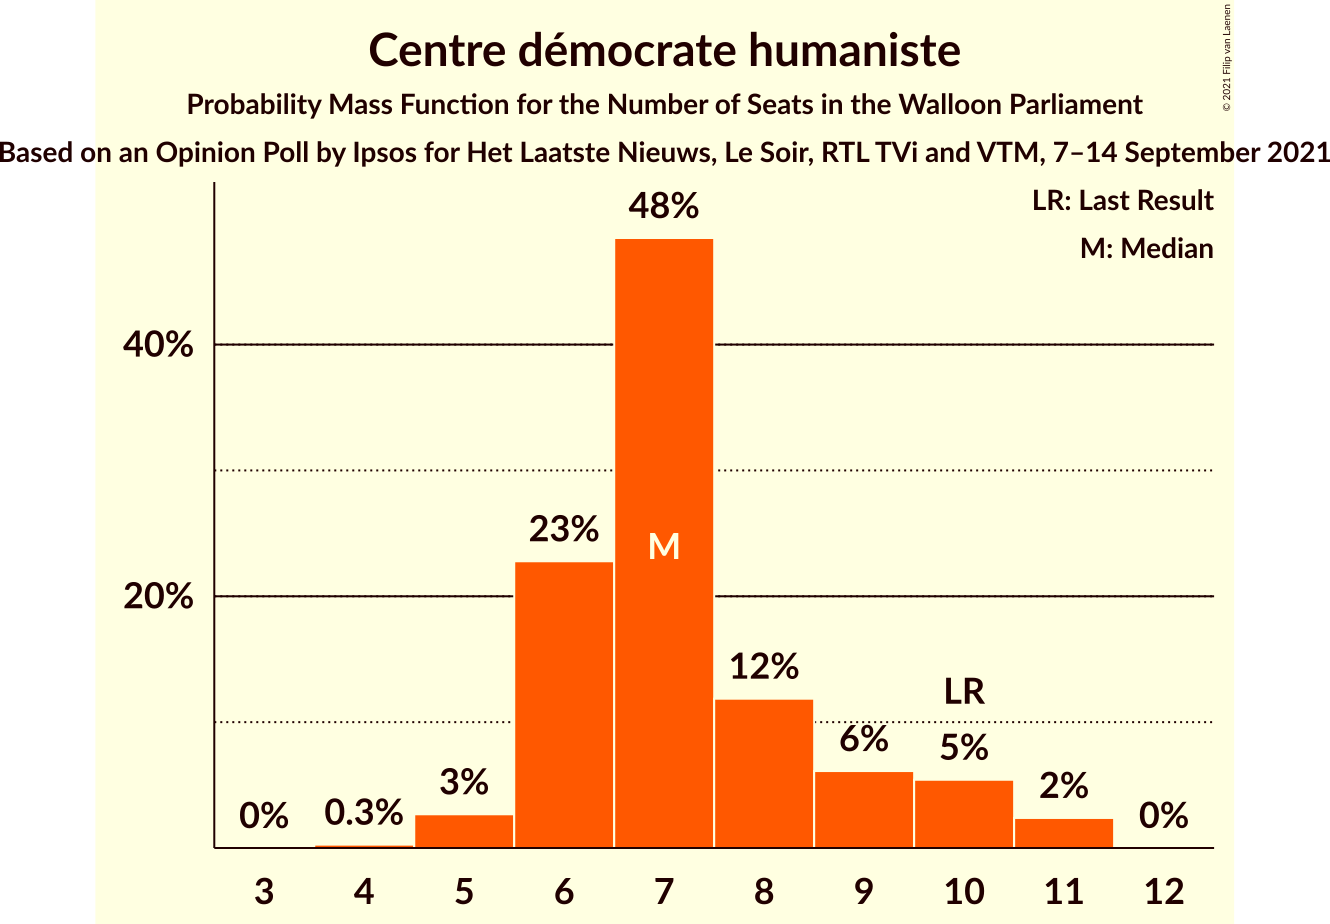 Centre démocrate humaniste
Probability Mass Function for the Number of Seats in the Walloon Parliament
Based on an Opinion Poll by Ipsos for Het Laatste Nieuws, Le Soir, RTL TVi and VTM, 7–14 September 2021
© 2021 Filip van Laenen
LR: Last Result
M: Median
40%
20%
0%
0.3%
3%
23%
48%
M
12%
6%
LR
5%
2%
0%
3 4 5 6 7 8 9 10 11 12